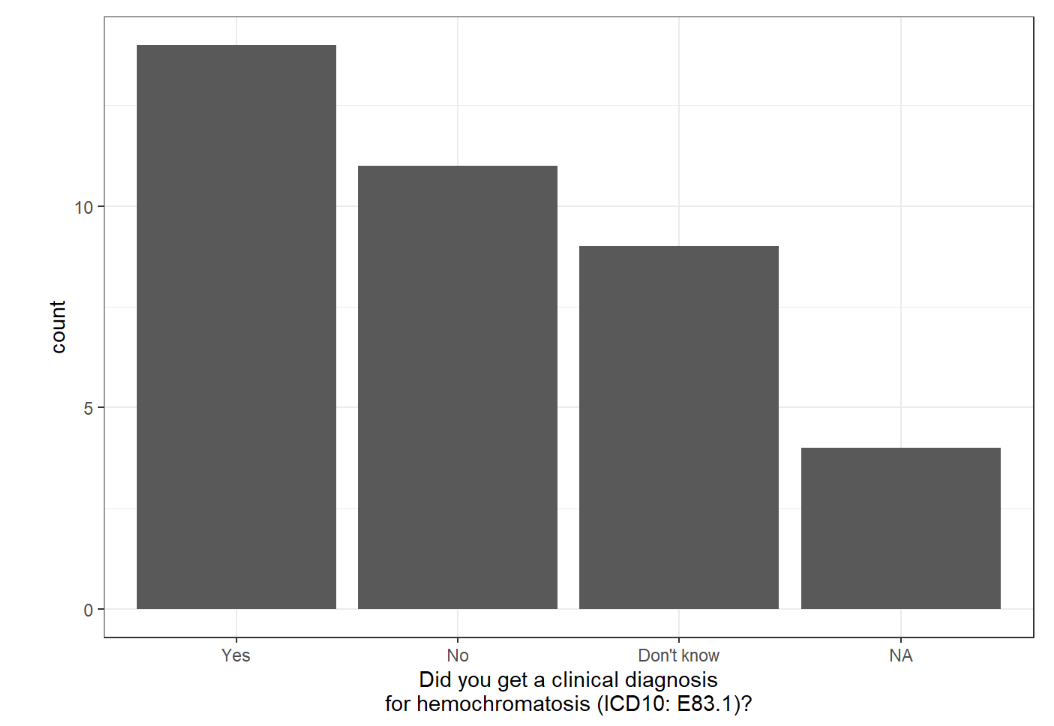 count
10
5
0
Yes
No
Don't know
NA
Did you get a clinical diagnosis
for hemochromatosis (ICD10: E83.1)?